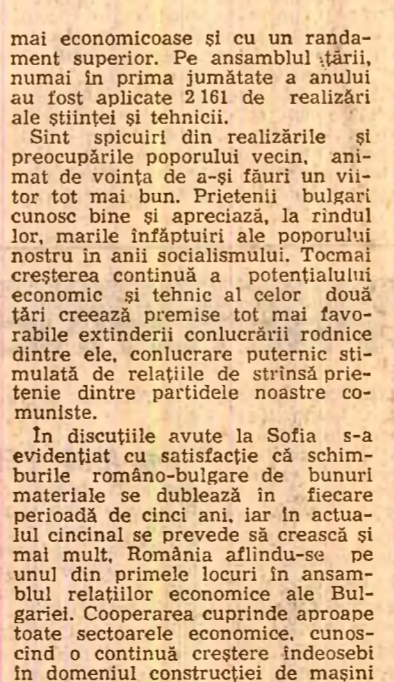 mai economicoase și cu un randa-
ment superior. Pe ansamblul țării,
numai în prima jumătate a anului
au fost aplicate 2 161 de realizări
ale științei și tehnicii.
Sînt spicuiri din realizările și
preocupările poporului vecin, ani-
mat de voința de a-și făuri un vii-
tor tot mai bun. Prietenii bulgari
cunosc bine și apreciază, la rîndul
lor, marile înfăptuiri ale poporului
nostru în anii socialismului. Tocmai
creșterea continuă a potențialului
economic și tehnic al celor două
țări creează premise tot mai favo-
rabile extinderii conlucrării rodnice
dintre ele, conlucrare puternic sti-
mulată de relațiile de strînsă prie-
tenie dintre partidele noastre co-
muniste.
În discuțiile avute la Sofia s-a
evidențiat cu satisfacție că schim-
burile româno-bulgare de bunuri
materiale se dublează în fiecare
perioadă de cinci ani, iar în actua-
lul cincinal se prevede să crească și
mai mult, România aflîndu-se pe
unul din primele locuri în ansam-
blul relațiilor economice ale Bul-
gariei. Cooperarea cuprinde aproape
toate sectoarele economice, cunos-
cînd o continuă creștere îndeosebi
în domeniul construcției de mașini